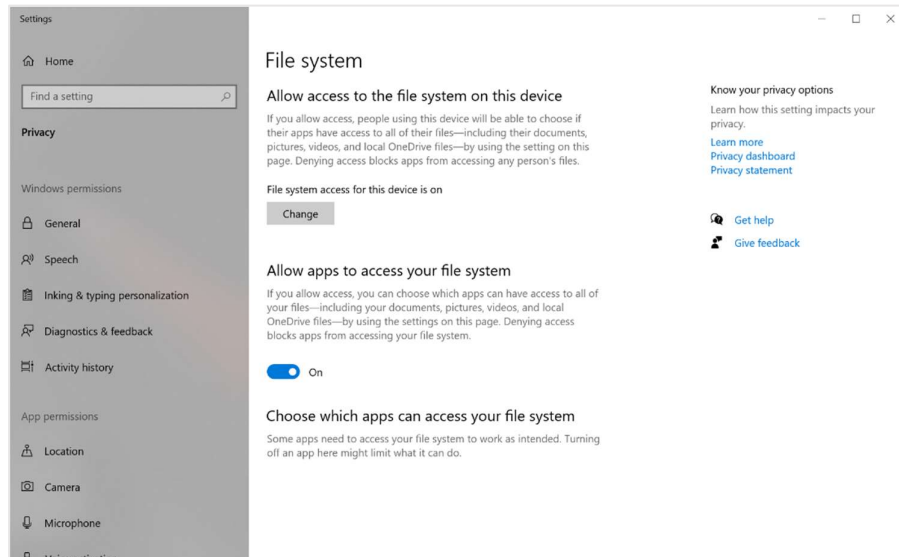 Settings
Home
Find a setting
Privacy
Windows permissions
General
Speech
Inking & typing personalization
Diagnostics & feedback
Activity history
App permissions
Location
Camera
Microphone
File system
Allow access to the file system on this device
If you allow access, people using this device will be able to choose if
their apps have access to all of their files—including their documents,
pictures, videos, and local OneDrive files—by using the setting on this
page. Denying access blocks apps from accessing any person's files.
File system access for this device is on
Change
Allow apps to access your file system
If you allow access, you can choose which apps can have access to all of
your files—including your documents, pictures, videos, and local
OneDrive files—by using the settings on this page. Denying access
blocks apps from accessing your file system.
On
Choose which apps can access your file system
Some apps need to access your file system to work as intended. Turning
off an app here might limit what it can do.
Know your privacy options
Learn how this setting impacts your
privacy.
Learn more
Privacy dashboard
Privacy statement
Get help
Give feedback